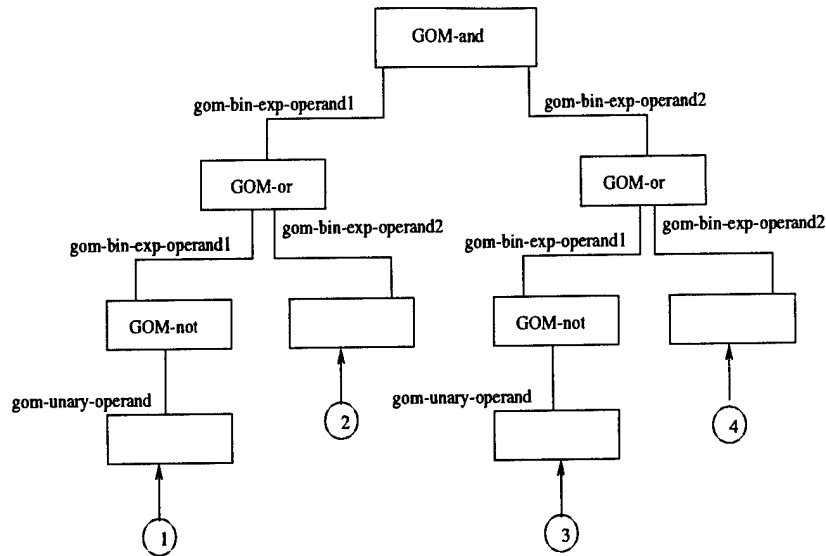 GOM-and
gom-bin-exp-operand1
gom-bin-exp-operand2
GOM-or
GOM-or
gom-bin-exp-operand1
gom-bin-exp-operand2
gom-bin-exp-operand1
gom-bin-exp-operand2
GOM-not
GOM-not
gom-unary-operand
gom-unary-operand
2
4
1
3